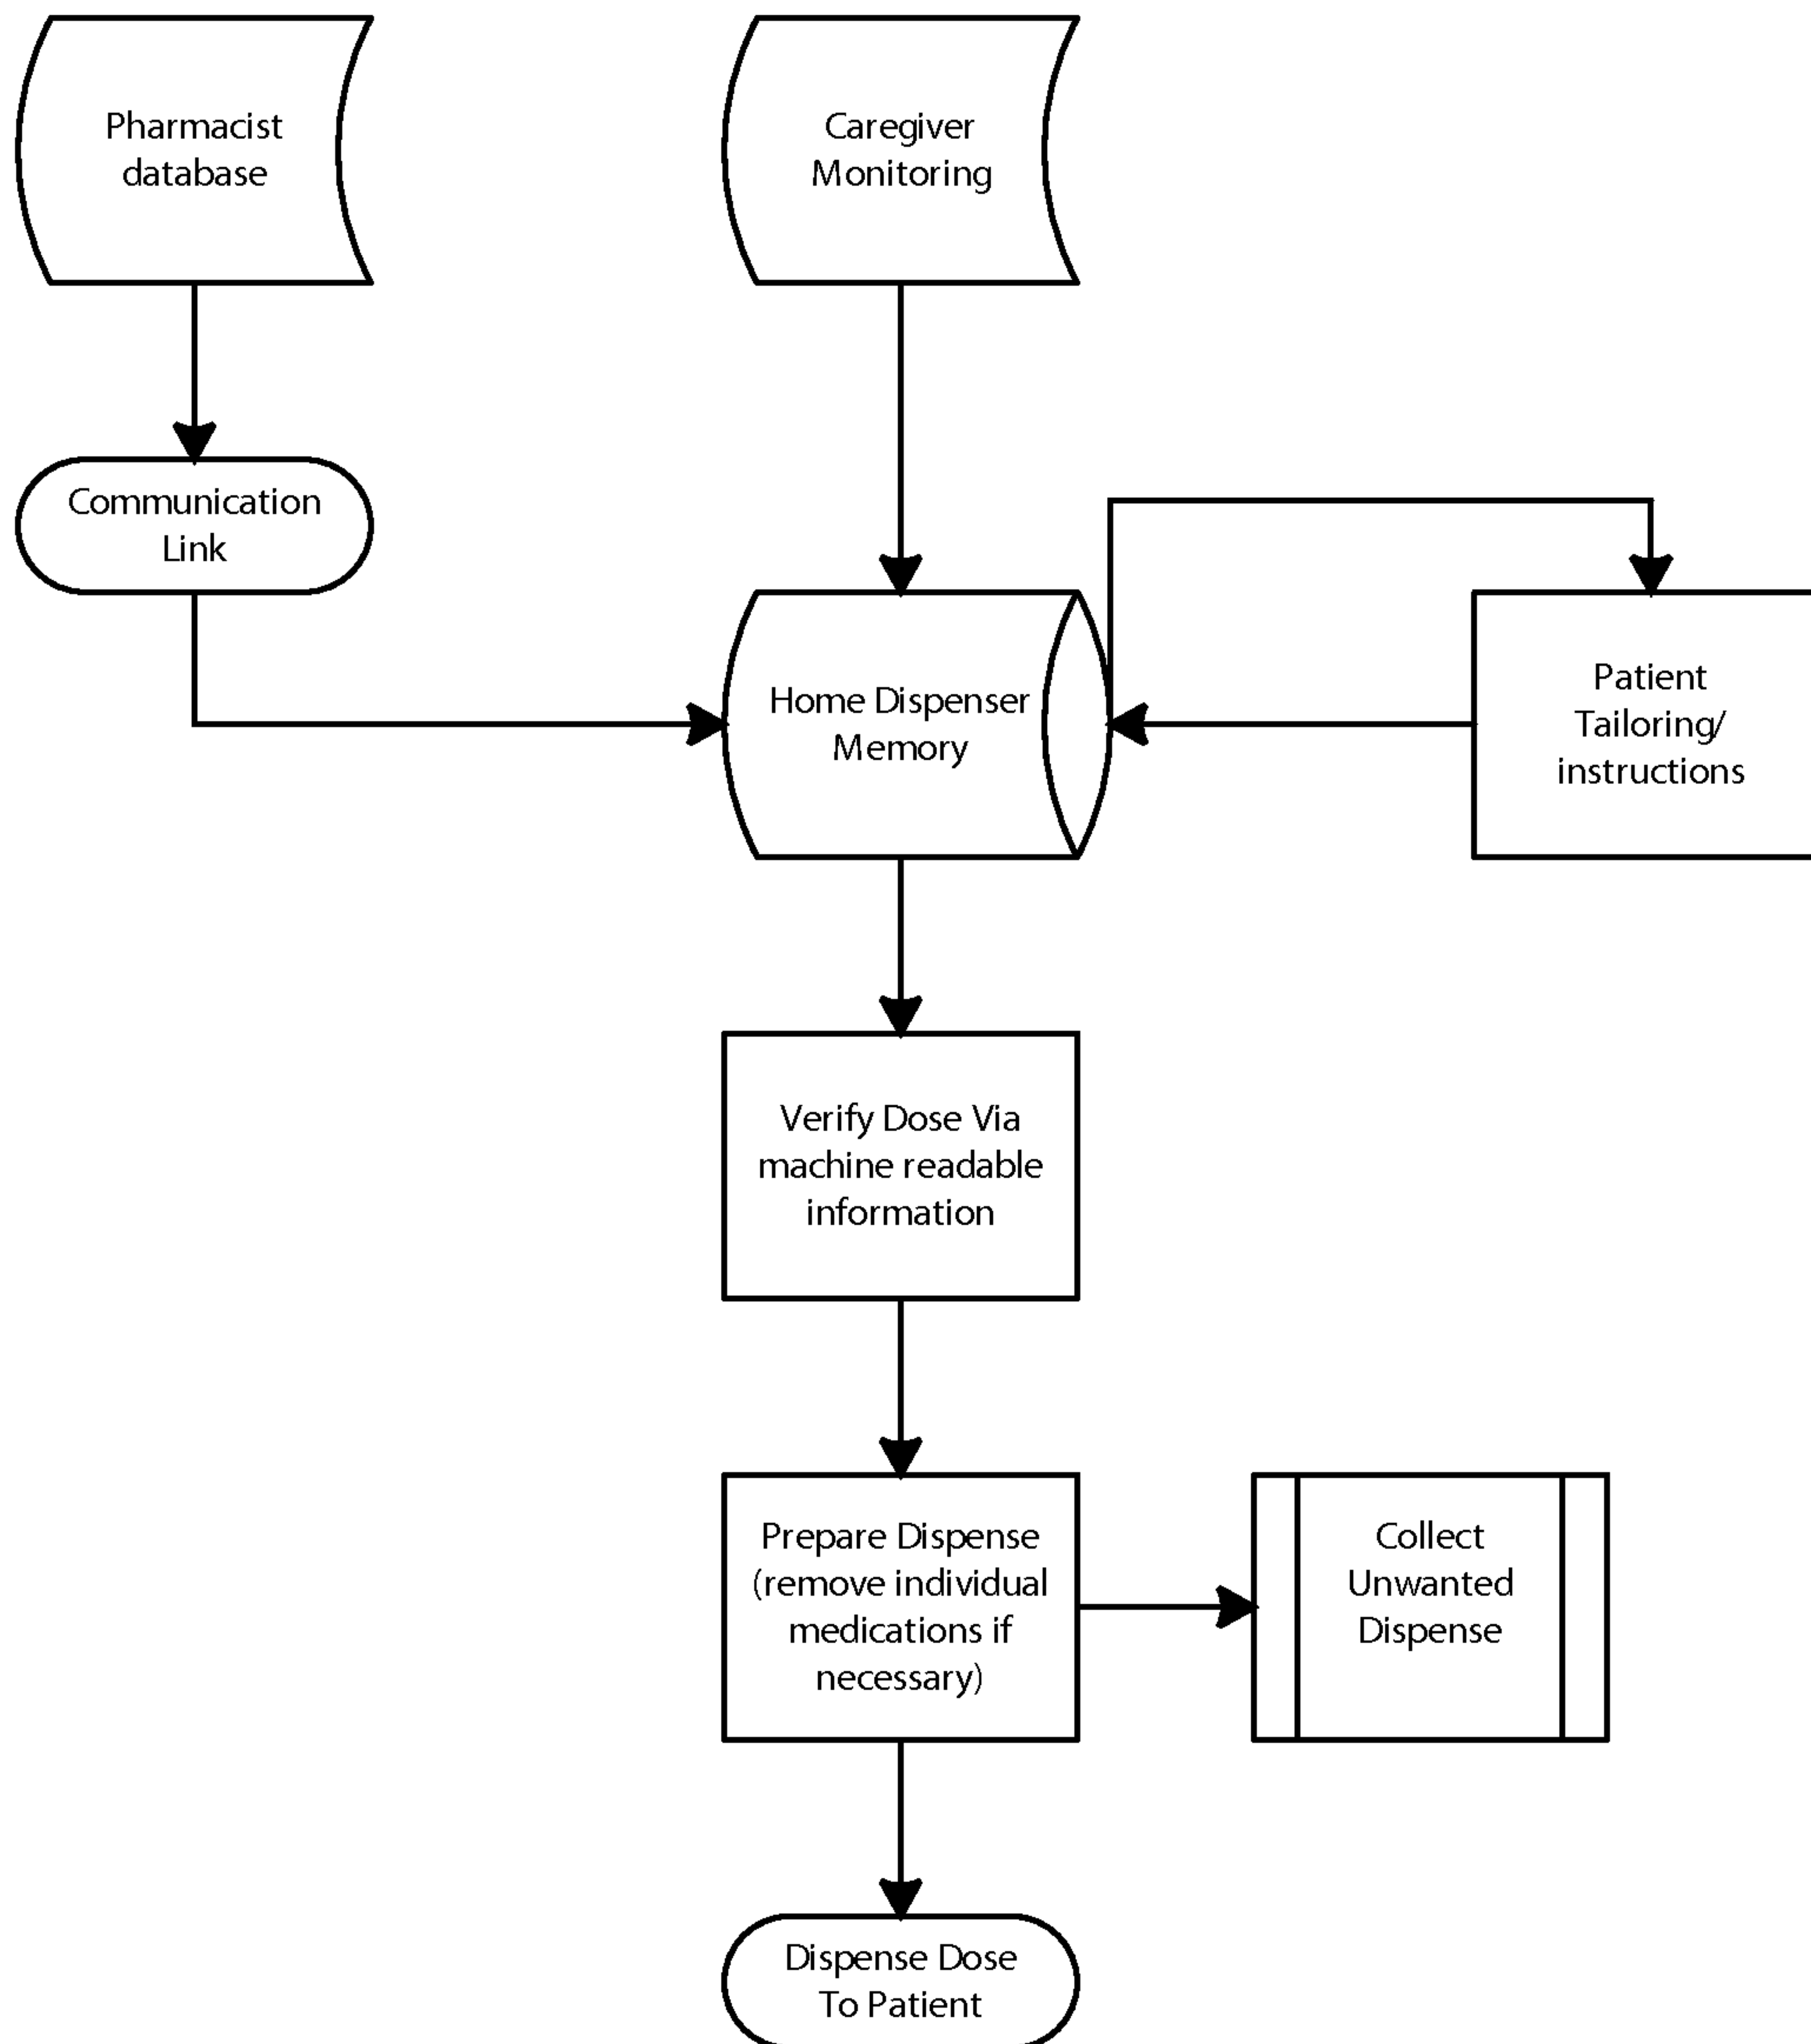 Pharmacist
database
Caregiver
Monitoring
Communication
Link
Home Dispenser
Memory
Patient
Tailoring/
instructions
Verify Dose Via
machine readable
information
Prepare Dispense
(remove individual
medications if
necessary)
Collect
Unwanted
Dispense
Dispense Dose
To Patient